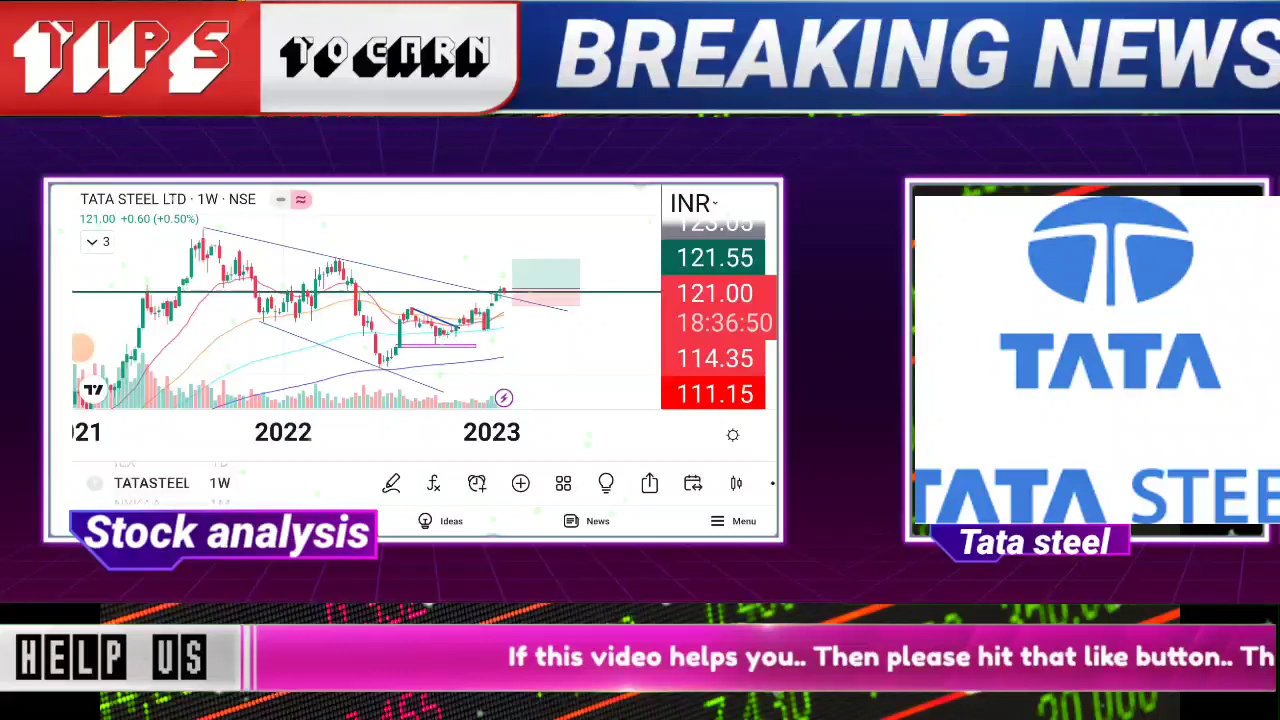 TIPS
TO EARN
BREAKING NEWS
TATA STEEL LTD · 1W · NSE
121.00 +0.60 (+0.50%)
3
INR
123.05
121.55
121.00
18:36:50
114.35
111.15
2022
2023
TATASTEEL 1W
Ideas
News
Menu
Stock analysis
TATA
TATA STEE
Tata steel
HELP US
If this video helps you.. Then please hit that like button.. Th